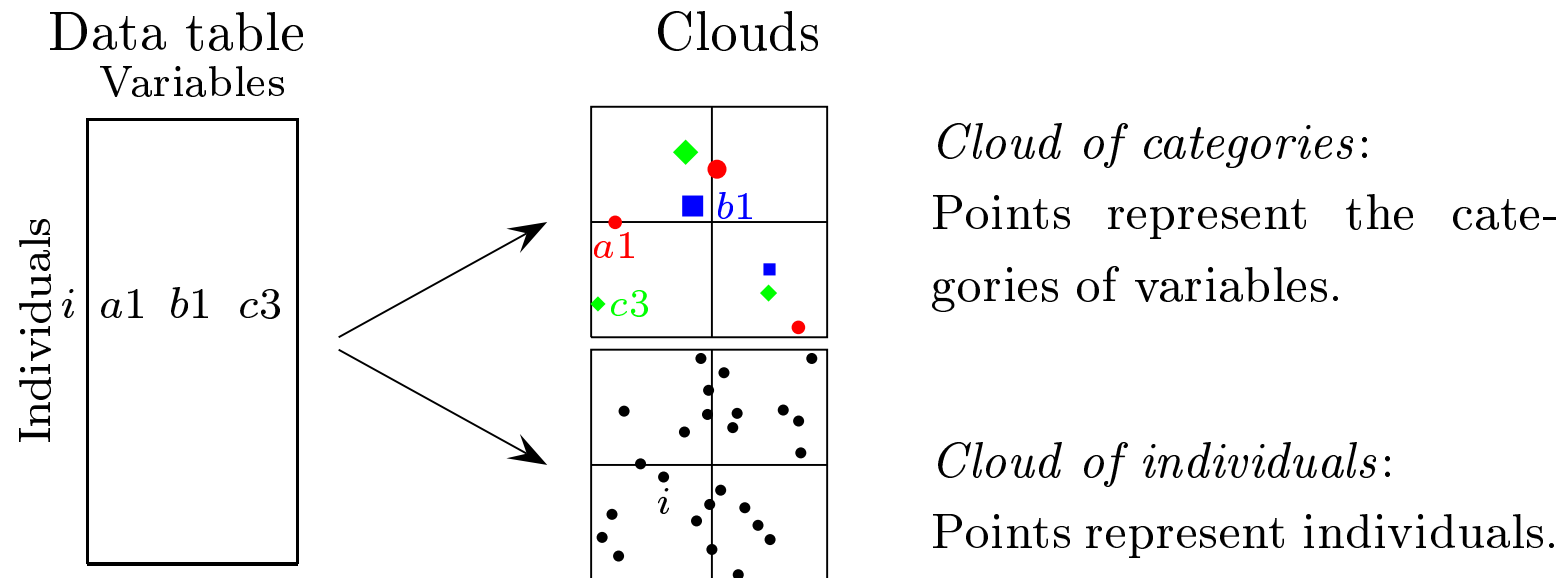 Data table
Variables
Individuals
i a1 b1 c3
Clouds
b1
a1
c3
i
Cloud of categories:
Points represent the cate-
gories of variables.
Cloud of individuals:
Points represent individuals.